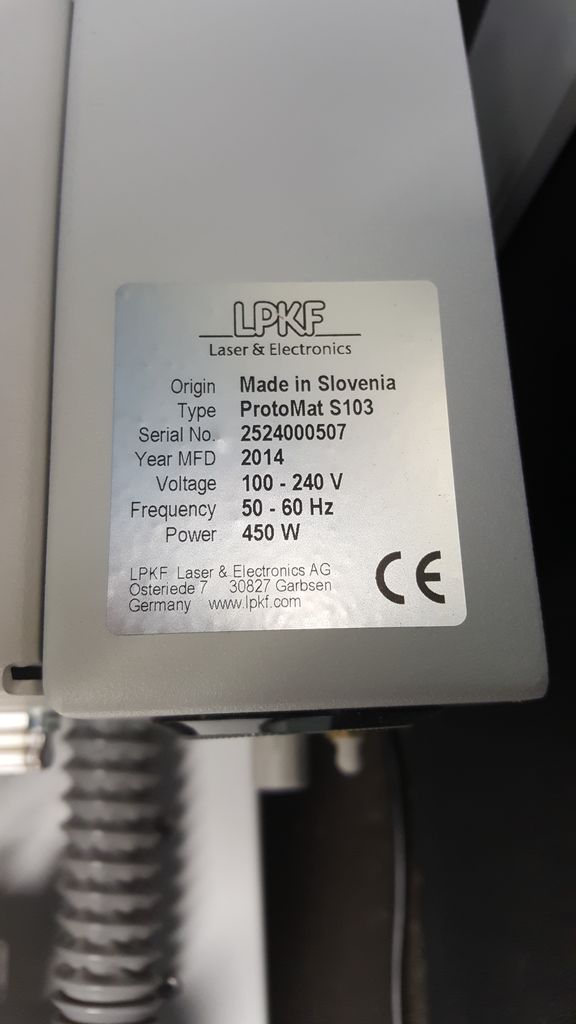 LPKF
Laser & Electronics
Origin Made in Slovenia
Type ProtoMat S103
Serial No. 2524000507
Year MFD 2014
Voltage 100 - 240 V
Frequency 50 - 60 Hz
Power 450 W
LPKF Laser & Electronics AG
Osteriede 7 30827 Garbsen
Germany www.lpkf.com
CE